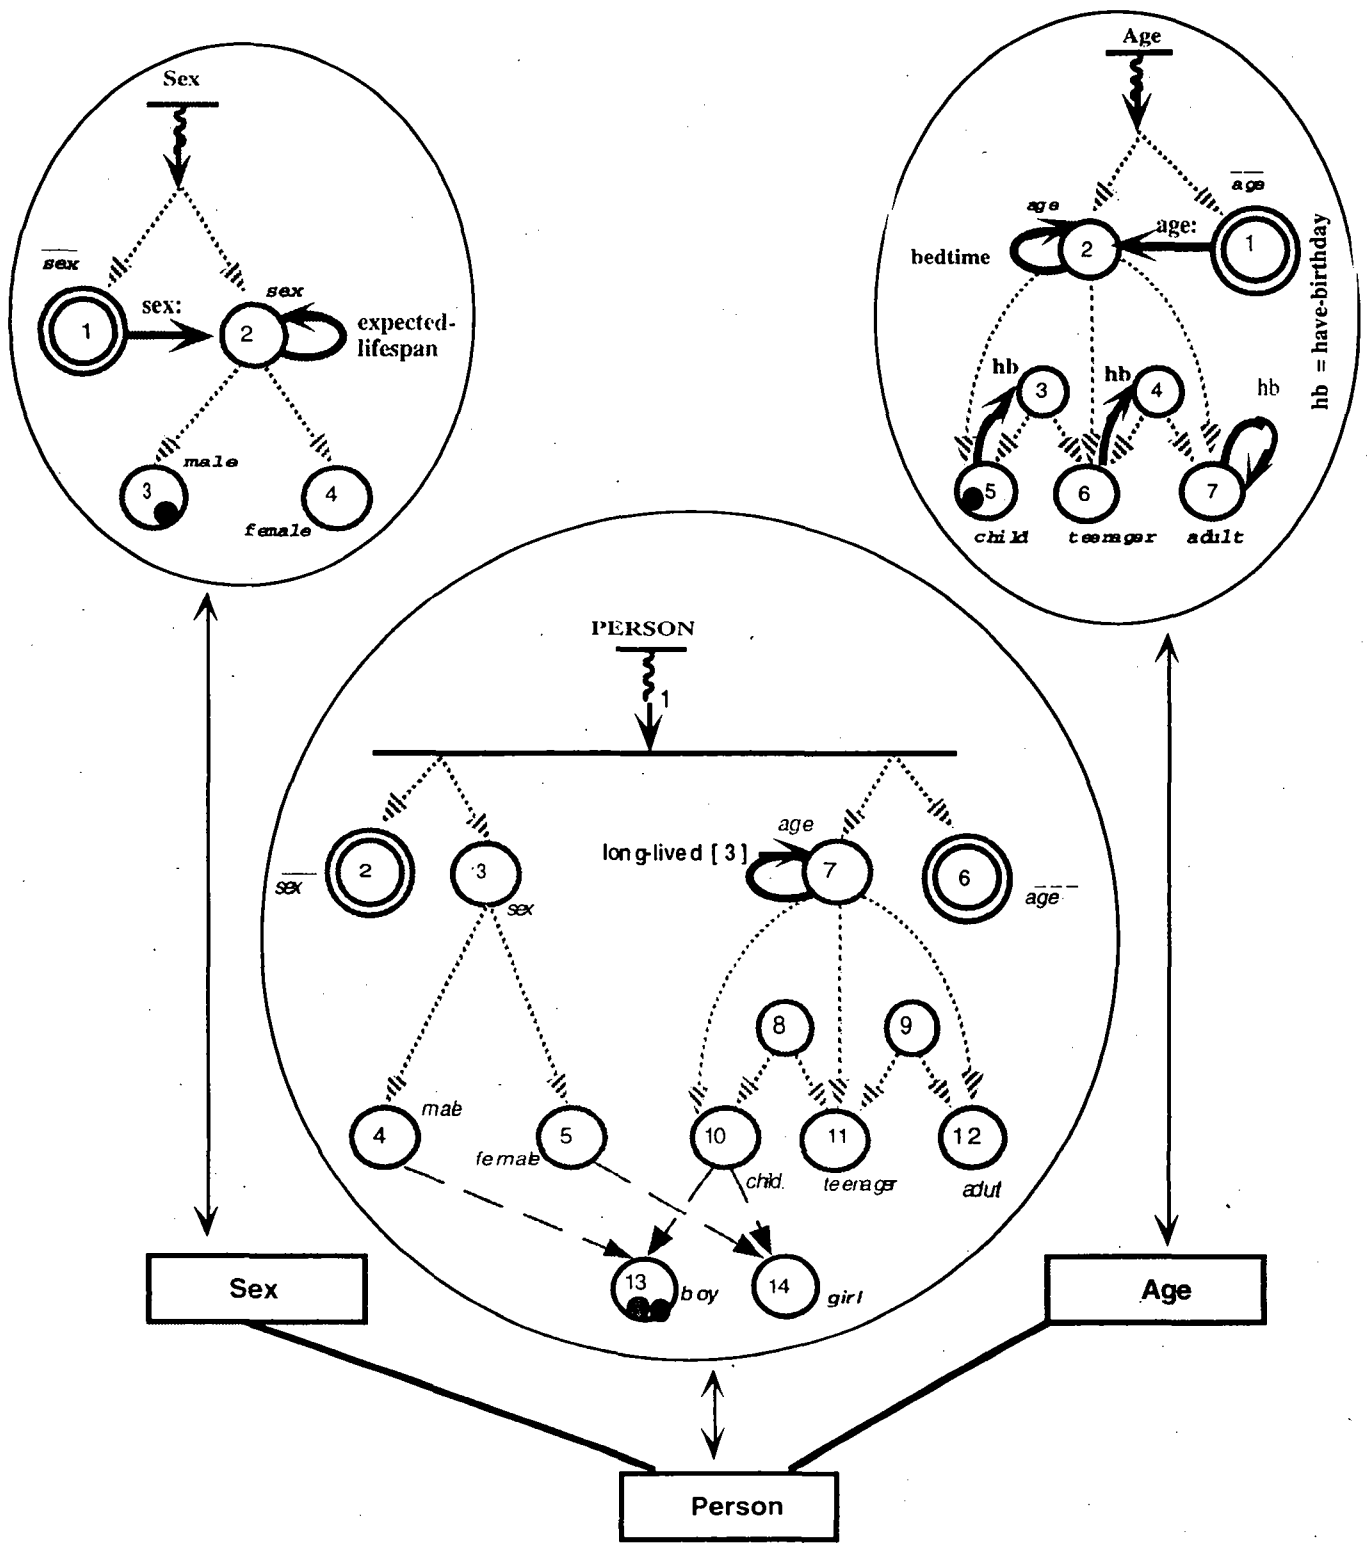 Sex
sex
1
sex:
2
sex
expected-
lifespan
3
male
4
female
Age
age
age
1
age:
2
bedtime
hb = have-birthday
hb
3
hb
4
hb
5
6
7
child
teenager
adult
PERSON
1
2
sex
3
sex
long-lived [ 3 ]
age
7
6
age
8
9
4
male
female
5
10
child.
11
teenager
12
adult
13
boy
14
girl
Sex
Age
Person